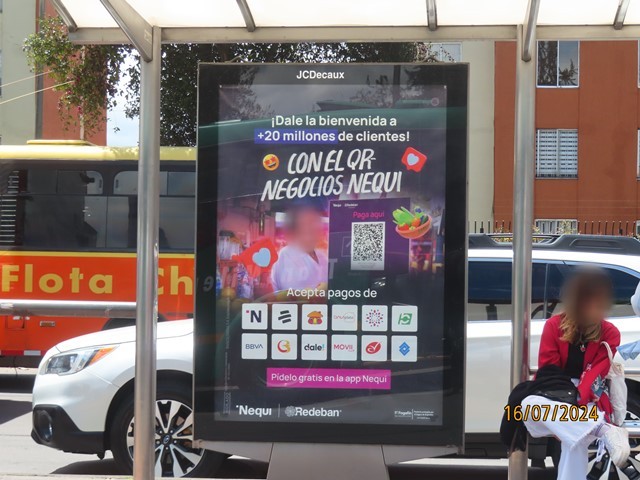 JCDecaux
¡Dale la bienvenida a
+20 millones de clientes!
CON EL QR-
NEGOCIOS NEQUI
Paga aquí
Acepta pagos de
N
BBVA
dale!
MOVII
Pídelo gratis en la app Nequi
Nequi
Redeban
Flota Ch
16/07/2024